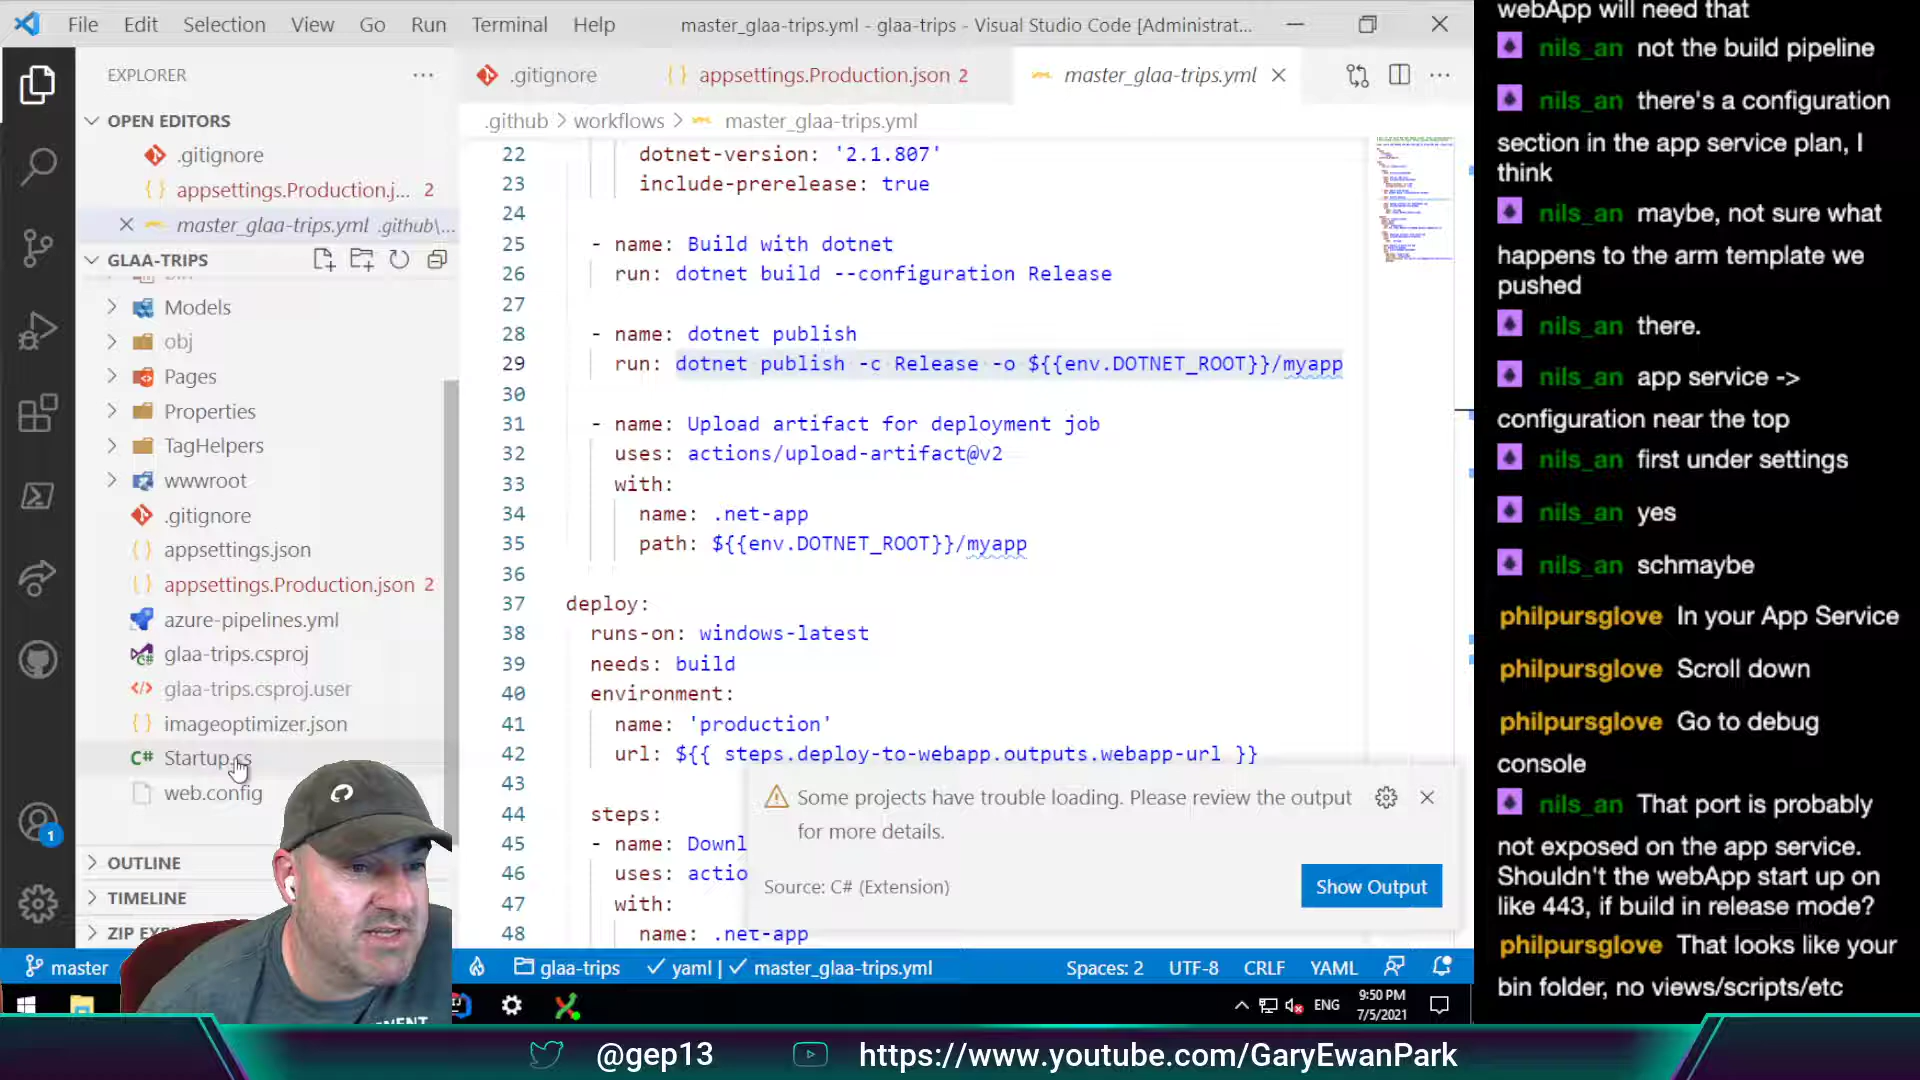 File Edit Selection View Go Run Terminal Help master_glaa-trips.yml - glaa-trips - Visual Studio Code [Administrat...
EXPLORER
.gitignore
appsettings.Production.json 2
master_glaa-trips.yml
OPEN EDITORS
.gitignore
appsettings.Production.j... 2
master_glaa-trips.yml .github\...
GLAA-TRIPS
Models
obj
Pages
Properties
TagHelpers
wwwroot
.gitignore
appsettings.json
appsettings.Production.json 2
azure-pipelines.yml
glaa-trips.csproj
glaa-trips.csproj.user
imageoptimizer.json
Startup.cs
web.config
OUTLINE
TIMELINE
1
.github > workflows > master_glaa-trips.yml
22 dotnet-version: '2.1.807'
23 include-prerelease: true
24
25 - name: Build with dotnet
26 run: dotnet build --configuration Release
27
28 - name: dotnet publish
29 run: dotnet publish -c Release -o ${{env.DOTNET_ROOT}}/myapp
30
31 - name: Upload artifact for deployment job
32 uses: actions/upload-artifact@v2
33 with:
34 name: .net-app
35 path: ${{env.DOTNET_ROOT}}/myapp
36
37 deploy:
38 runs-on: windows-latest
39 needs: build
40 environment:
41 name: 'production'
42 url: ${{ steps.deploy-to-webapp.outputs.webapp-url }}
43
44 steps:
45 - name: Downl
46 uses: actio
47 with:
48 name: .net-app
Some projects have trouble loading. Please review the output
for more details.
Source: C# (Extension)
Show Output
master
glaa-trips
yaml | master_glaa-trips.yml
Spaces: 2 UTF-8 CRLF YAML
ENG
9:50 PM
7/5/2021
webApp will need that
nils_an not the build pipeline
nils_an there's a configuration
section in the app service plan, I
think
nils_an maybe, not sure what
happens to the arm template we
pushed
nils_an there.
nils_an app service ->
configuration near the top
nils_an first under settings
nils_an yes
nils_an schmaybe
philpursglove In your App Service
philpursglove Scroll down
philpursglove Go to debug
console
nils_an That port is probably
not exposed on the app service.
Shouldn't the webApp start up on
like 443, if build in release mode?
philpursglove That looks like your
bin folder, no views/scripts/etc
@gep13
https://www.youtube.com/GaryEwanPark